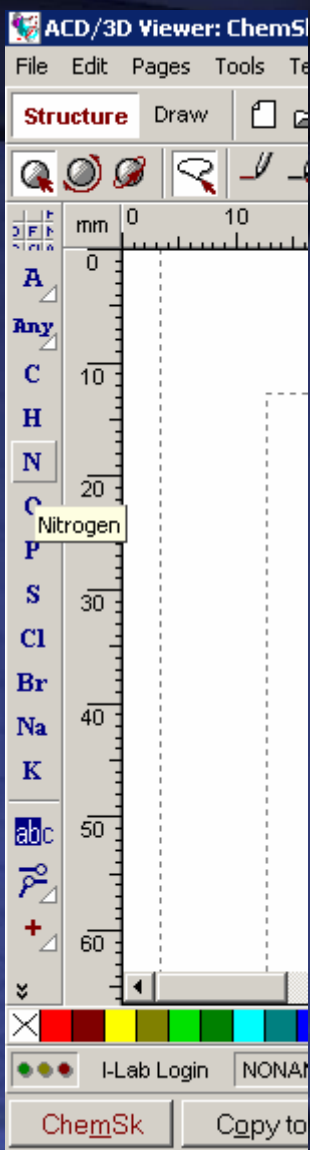 ACD/3D Viewer: ChemSk
File Edit Pages Tools Te
Structure Draw
mm 0 10
0
A
Any
C
10
H
N
20
Nitrogen
P
S
30
Cl
Br
Na
40
K
abc
50
+
60
I-Lab Login NONAM
ChemSk Copy to